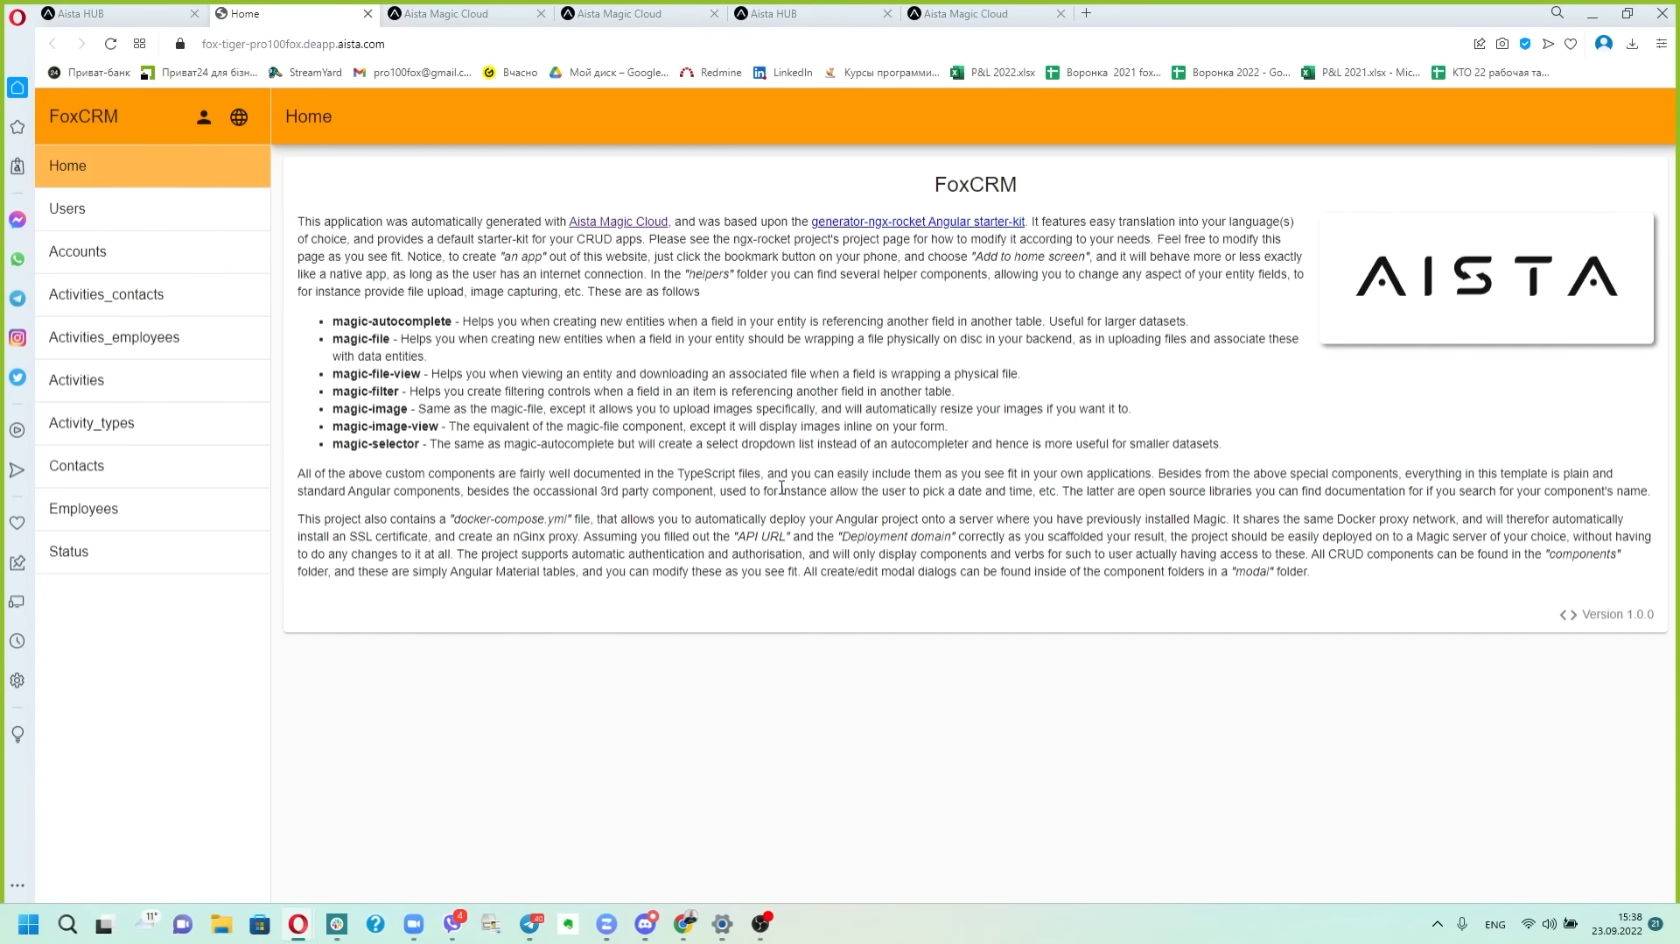 Aista HUB
Home
Aista Magic Cloud
Aista Magic Cloud
Aista HUB
Aista Magic Cloud
fox-tiger-pro100fox.deapp.aista.com
Приват-банк
Приват24 для бізн...
StreamYard
pro100fox@gmail.c...
Вчасно
Мой диск – Google...
Redmine
LinkedIn
Курсы программи...
P&L 2022.xlsx
Воронка 2021 fox...
Воронка 2022 - Go...
P&L 2021.xlsx - Mic...
КТО 22 рабочая та...
FoxCRM
Home
Home
Users
Accounts
Activities_contacts
Activities_employees
Activities
Activity_types
Contacts
Employees
Status
FoxCRM
This application was automatically generated with Aista Magic Cloud, and was based upon the generator-ngx-rocket Angular starter-kit. It features easy translation into your language(s)
of choice, and provides a default starter-kit for your CRUD apps. Please see the ngx-rocket project's project page for how to modify it according to your needs. Feel free to modify this
page as you see fit. Notice, to create "an app" out of this website, just click the bookmark button on your phone, and choose "Add to home screen", and it will behave more or less exactly
like a native app, as long as the user has an internet connection. In the "helpers" folder you can find several helper components, allowing you to change any aspect of your entity fields, to
for instance provide file upload, image capturing, etc. These are as follows
AISTA
• magic-autocomplete - Helps you when creating new entities when a field in your entity is referencing another field in another table. Useful for larger datasets.
• magic-file - Helps you when creating new entities when a field in your entity should be wrapping a file physically on disc in your backend, as in uploading files and associate these
with data entities.
• magic-file-view - Helps you when viewing an entity and downloading an associated file when a field is wrapping a physical file.
• magic-filter - Helps you create filtering controls when a field in an item is referencing another field in another table.
• magic-image - Same as the magic-file, except it allows you to upload images specifically, and will automatically resize your images if you want it to.
• magic-image-view - The equivalent of the magic-file component, except it will display images inline on your form.
• magic-selector - The same as magic-autocomplete but will create a select dropdown list instead of an autocompleter and hence is more useful for smaller datasets.
All of the above custom components are fairly well documented in the TypeScript files, and you can easily include them as you see fit in your own applications. Besides from the above special components, everything in this template is plain and
standard Angular components, besides the occassional 3rd party component, used to for instance allow the user to pick a date and time, etc. The latter are open source libraries you can find documentation for if you search for your component's name.
This project also contains a "docker-compose.yml" file, that allows you to automatically deploy your Angular project onto a server where you have previously installed Magic. It shares the same Docker proxy network, and will therefor automatically
install an SSL certificate, and create an nGinx proxy. Assuming you filled out the "API URL" and the "Deployment domain" correctly as you scaffolded your result, the project should be easily deployed on to a Magic server of your choice, without having
to do any changes to it at all. The project supports automatic authentication and authorisation, and will only display components and verbs for such to user actually having access to these. All CRUD components can be found in the "components"
folder, and these are simply Angular Material tables, and you can modify these as you see fit. All create/edit modal dialogs can be found inside of the component folders in a "modal" folder.
<> Version 1.0.0
11°
4
40
ENG
15:38
23.09.2022
21